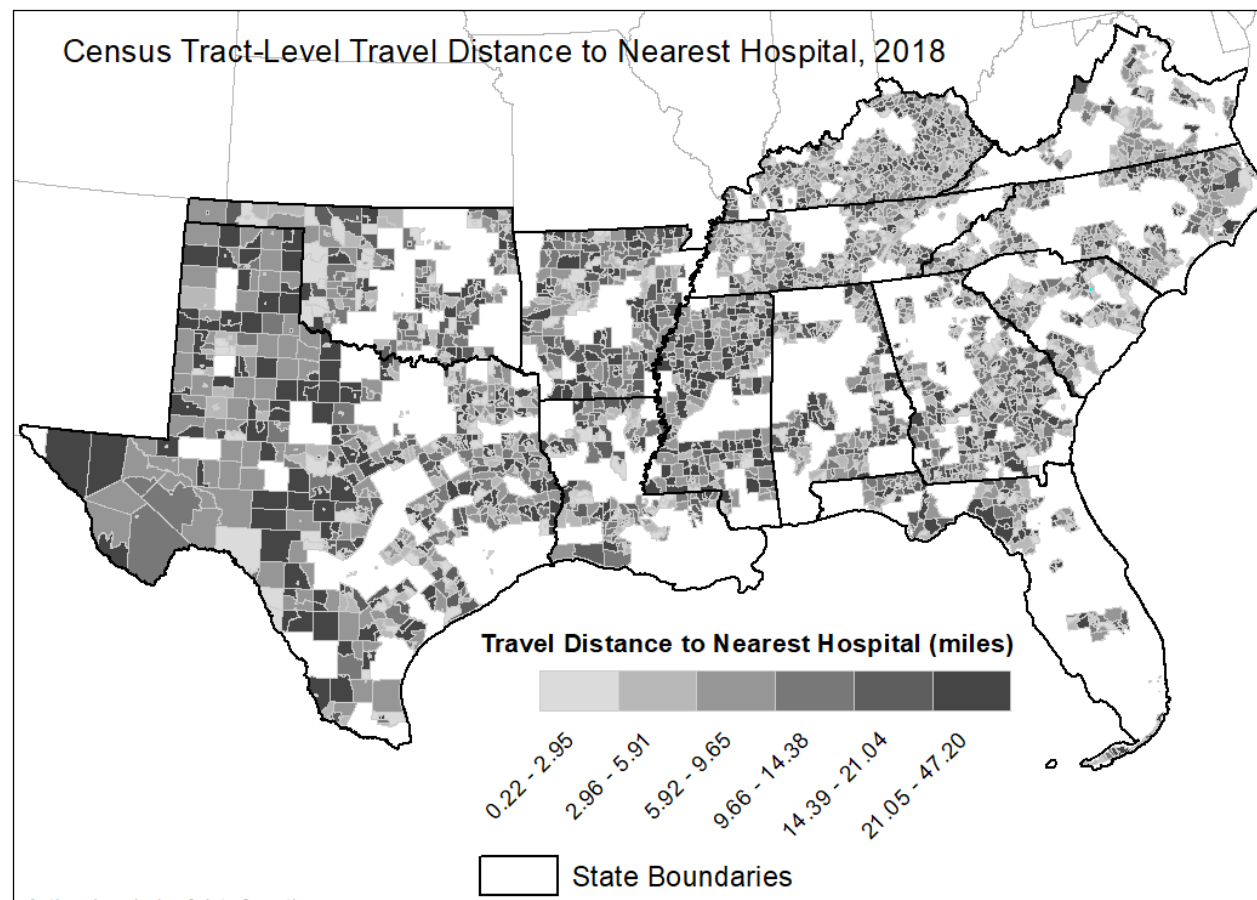 Census Tract-Level Travel Distance to Nearest Hospital, 2018
Travel Distance to Nearest Hospital (miles)
0.22 - 2.95
2.96 - 5.91
5.92 - 9.65
9.66 - 14.38
14.39 - 21.04
21.05 - 47.20
State Boundaries